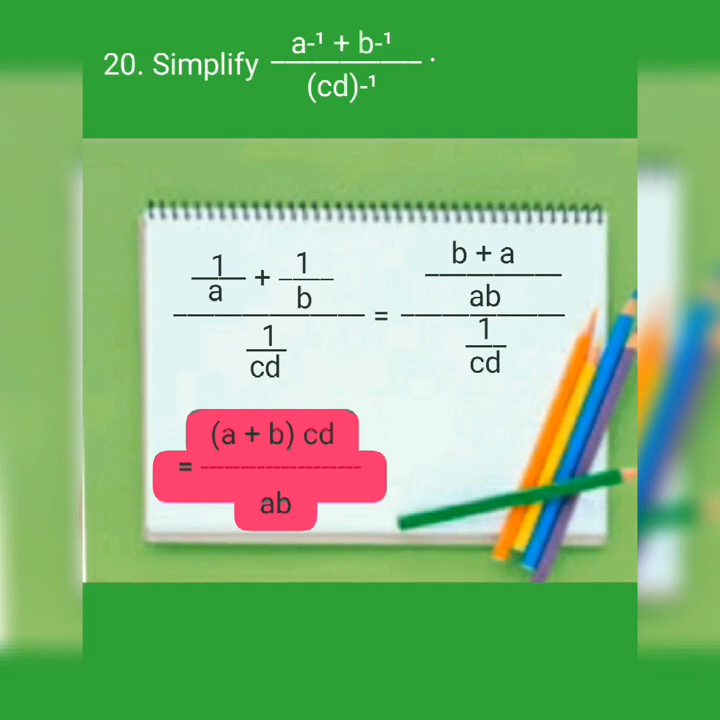 20. Simplify a-¹ + b-¹
(cd)-¹ .
1/a + 1/b = b + a/ab
1/cd 1/cd
= (a + b) cd
ab